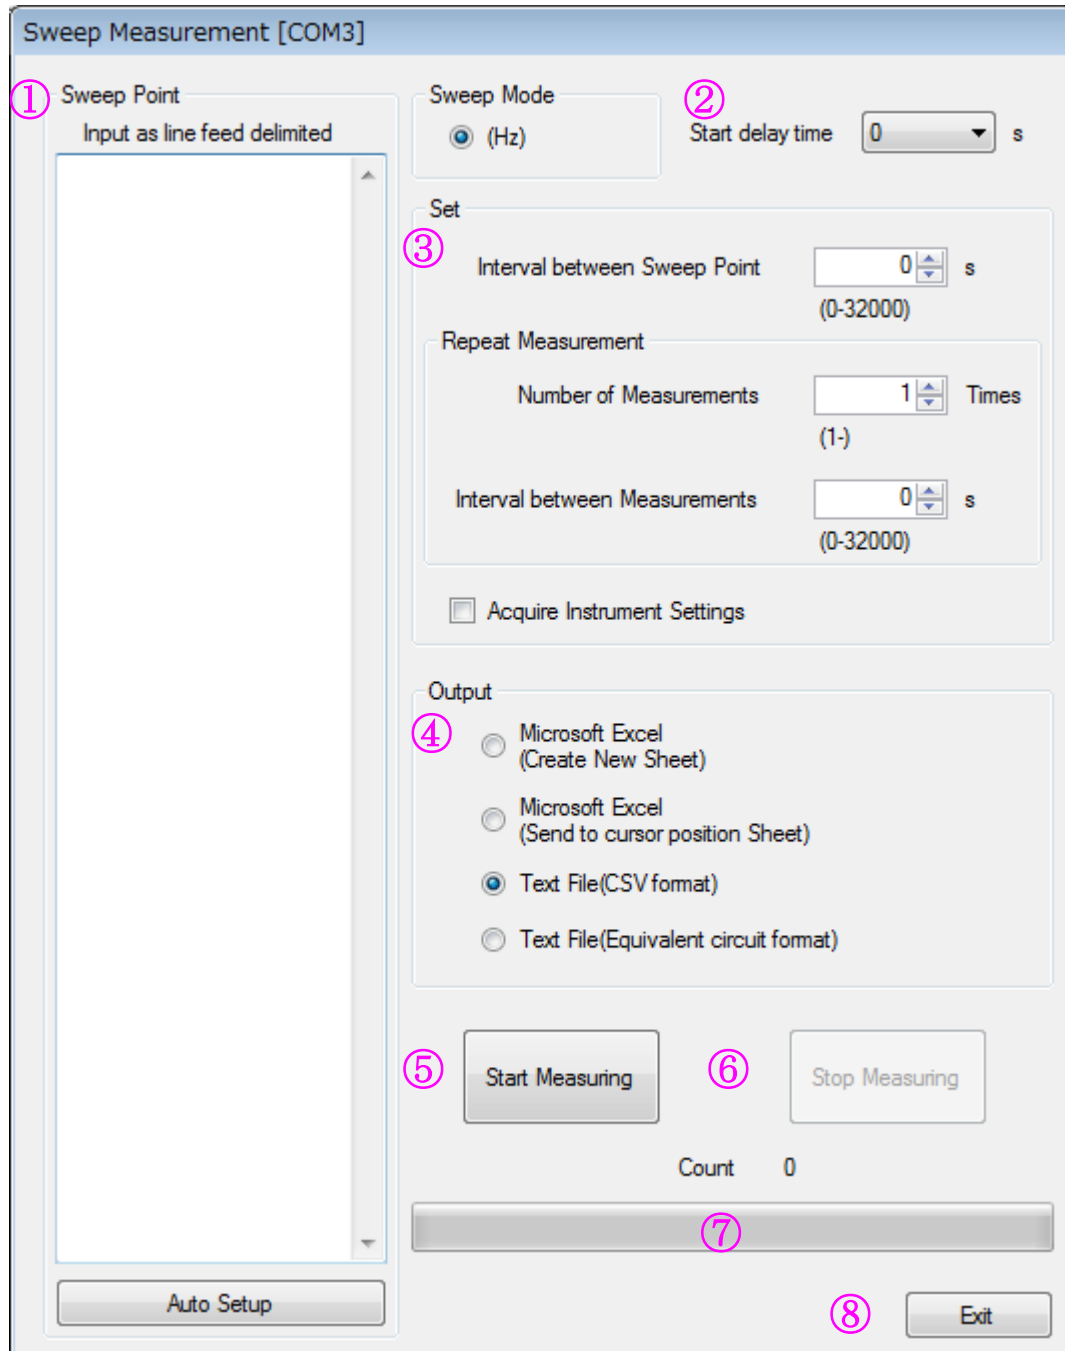 Sweep Measurement [COM3]
① Sweep Point
Input as line feed delimited
Auto Setup
Sweep Mode
(Hz)
②
Start delay time 0 s
Set
③
Interval between Sweep Point 0 s
(0-32000)
Repeat Measurement
Number of Measurements 1 Times
(1-)
Interval between Measurements 0 s
(0-32000)
Acquire Instrument Settings
Output
④
Microsoft Excel
(Create New Sheet)
Microsoft Excel
(Send to cursor position Sheet)
Text File(CSV format)
Text File(Equivalent circuit format)
⑤ Start Measuring ⑥ Stop Measuring
Count 0
⑦
⑧ Exit